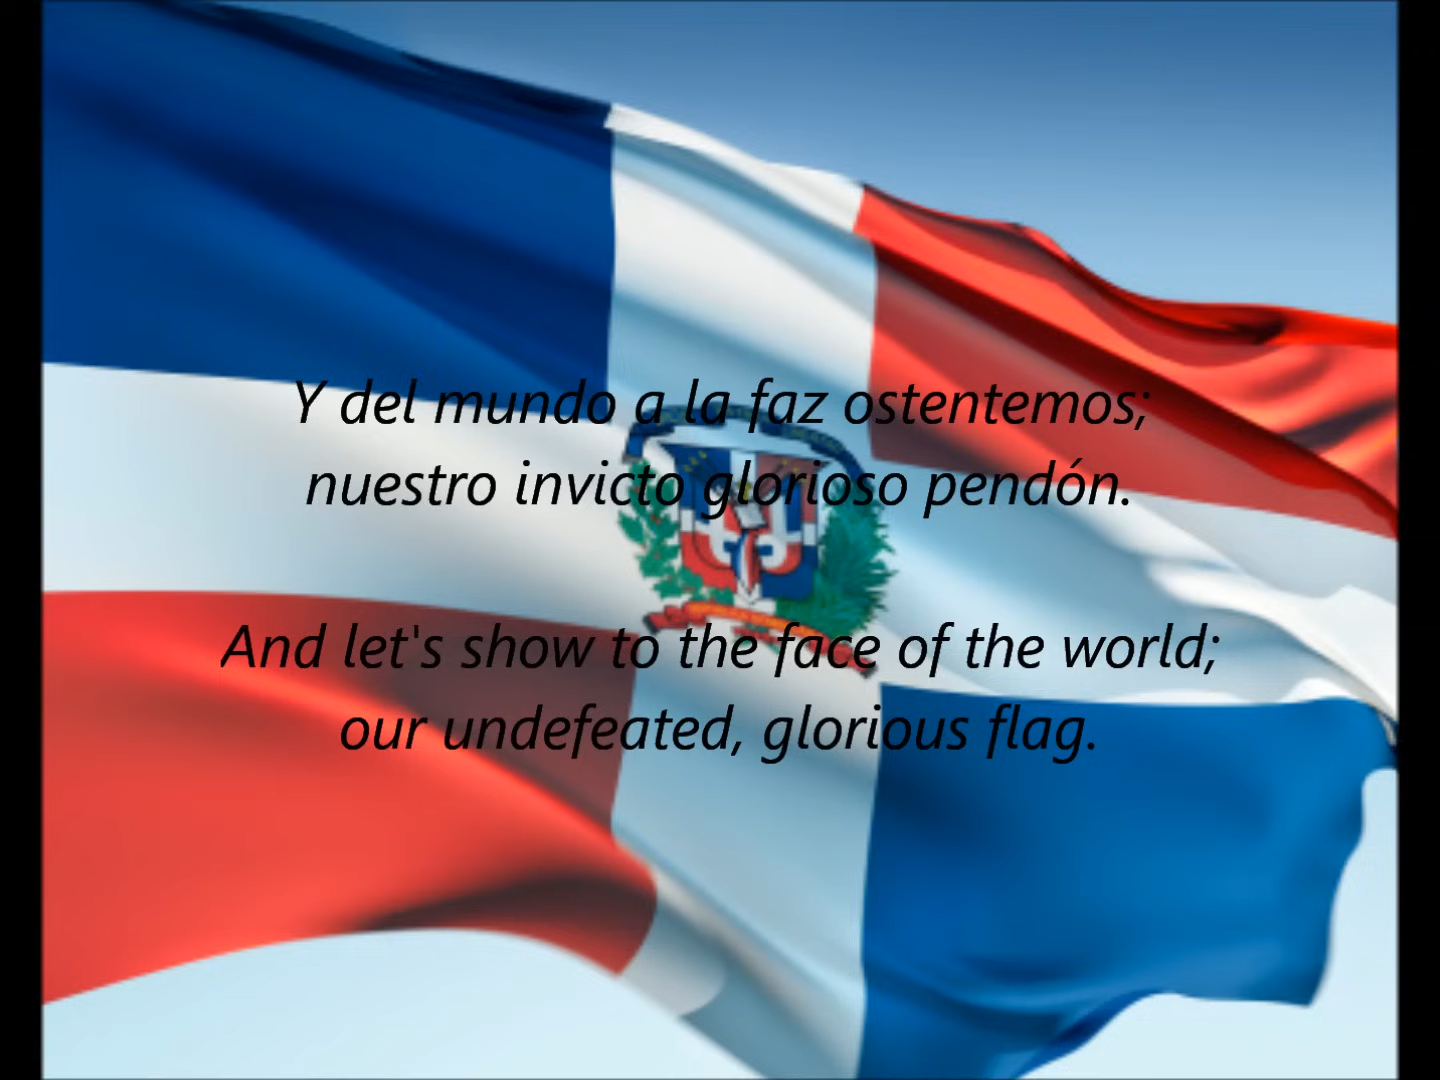 Y del mundo a la faz ostentemos;
nuestro invicto glorioso pendón.
And let's show to the face of the world;
our undefeated, glorious flag.